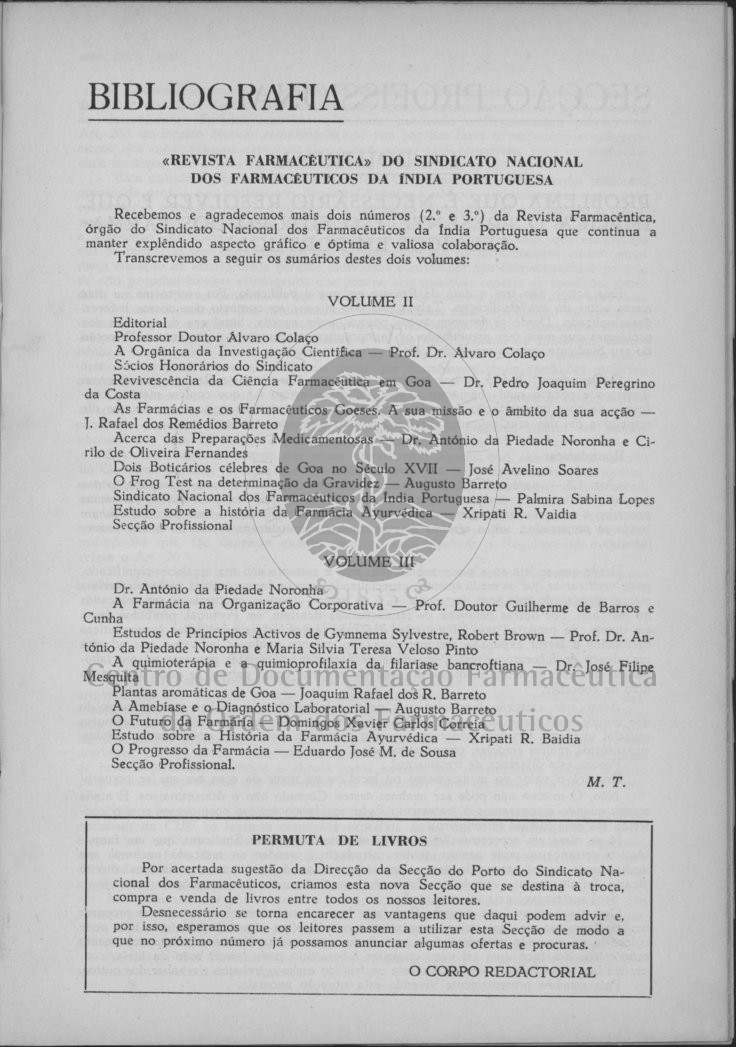 BIBLIOGRAFIA
«REVISTA FARMACÊUTICA» DO SINDICATO NACIONAL
DOS FARMACÊUTICOS DA ÍNDIA PORTUGUESA
Recebemos e agradecemos mais dois números (2.º e 3.º) da Revista Farmacêntica,
órgão do Sindicato Nacional dos Farmacêuticos da Índia Portuguesa que continua a
manter explêndido aspecto gráfico e óptima e valiosa colaboração.
Transcrevemos a seguir os sumários destes dois volumes:
VOLUME II
Editorial
Professor Doutor Álvaro Colaço
A Orgânica da Investigação Científica — Prof. Dr. Álvaro Colaço
Sócios Honorários do Sindicato
Revivescência da Ciência Farmacêutica em Goa — Dr. Pedro Joaquim Peregrino
da Costa
As Farmácias e os Farmacêuticos Goeses. A sua missão e o âmbito da sua acção —
J. Rafael dos Remédios Barreto
Acerca das Preparações Medicamentosas — Dr. António da Piedade Noronha e Ci-
rilo de Oliveira Fernandes
Dois Boticários célebres de Goa no Século XVII — José Avelino Soares
O Frog Test na determinação da Gravidez — Augusto Barreto
Sindicato Nacional dos Farmacêuticos da Índia Portuguesa — Palmira Sabina Lopes
Estudo sobre a história da Farmácia Ayurvédica — Xripati R. Vaidia
Secção Profissional
VOLUME III
Dr. António da Piedade Noronha
A Farmácia na Organização Corporativa — Prof. Doutor Guilherme de Barros e
Cunha
Estudos de Princípios Activos de Gymnema Sylvestre, Robert Brown — Prof. Dr. An-
tónio da Piedade Noronha e Maria Silvia Teresa Veloso Pinto
A quimioterápia e a quimioprofilaxia da filariase bancroftiana — Dr. José Filipe
Mesquita
Centro de Documentação Farmacêutica
Plantas aromáticas de Goa — Joaquim Rafael dos R. Barreto
A Amebíase e o Diagnóstico Laboratorial — Augusto Barreto
da Ordem dos Farmacêuticos
O Futuro da Farmária — Domingos Xavier Carlos Correia
Estudo sobre a História da Farmácia Ayurvédica — Xripati R. Baidia
O Progresso da Farmácia — Eduardo José M. de Sousa
Secção Profissional.
M. T.
PERMUTA DE LIVROS
Por acertada sugestão da Direcção da Secção do Porto do Sindicato Na-
cional dos Farmacêuticos, criamos esta nova Secção que se destina à troca,
compra e venda de livros entre todos os nossos leitores.
Desnecessário se torna encarecer as vantagens que daqui podem advir e,
por isso, esperamos que os leitores passem a utilizar esta Secção de modo a
que no próximo número já possamos anunciar algumas ofertas e procuras.
O CORPO REDACTORIAL